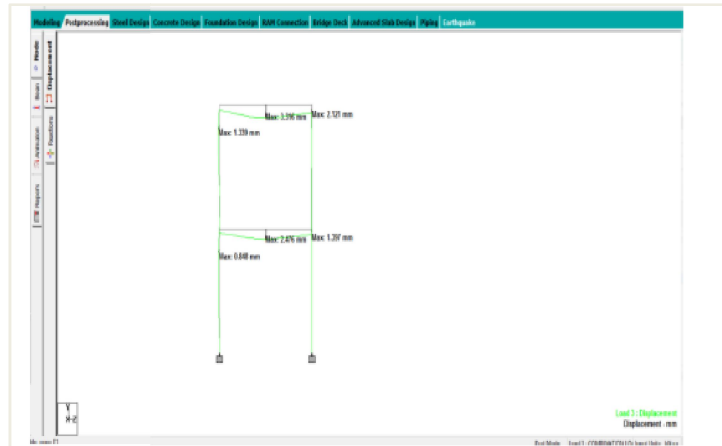 Modeling Postprocessing Steel Design Concrete Design Foundation Design RAM Connection Bridge Deck Advanced Slab Design Piping Earthquake
Node
Displacement
Beam
Reactions
Animation
Reports
Max: 2.121 mm
Max: 1.339 mm
Max: 2.476 mm
Max: 1.397 mm
Max: 0.848 mm
Y
X
Z
Load 3 : Displacement
Displacement - mm